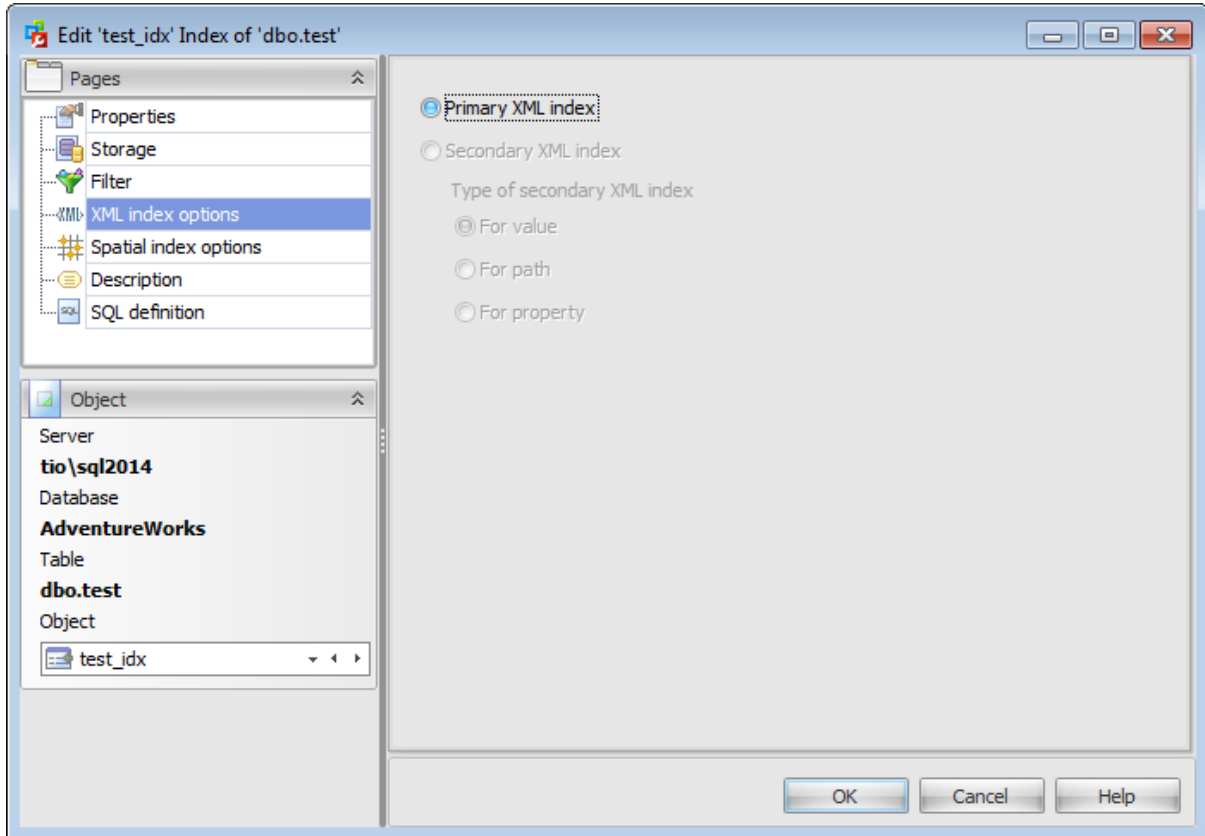 Edit 'test_idx' Index of 'dbo.test'
Pages
Properties
Storage
Filter
XML index options
Spatial index options
Description
SQL definition
Object
Server
tio\sql2014
Database
AdventureWorks
Table
dbo.test
Object
test_idx
Primary XML index
Secondary XML index
Type of secondary XML index
For value
For path
For property
OK
Cancel
Help